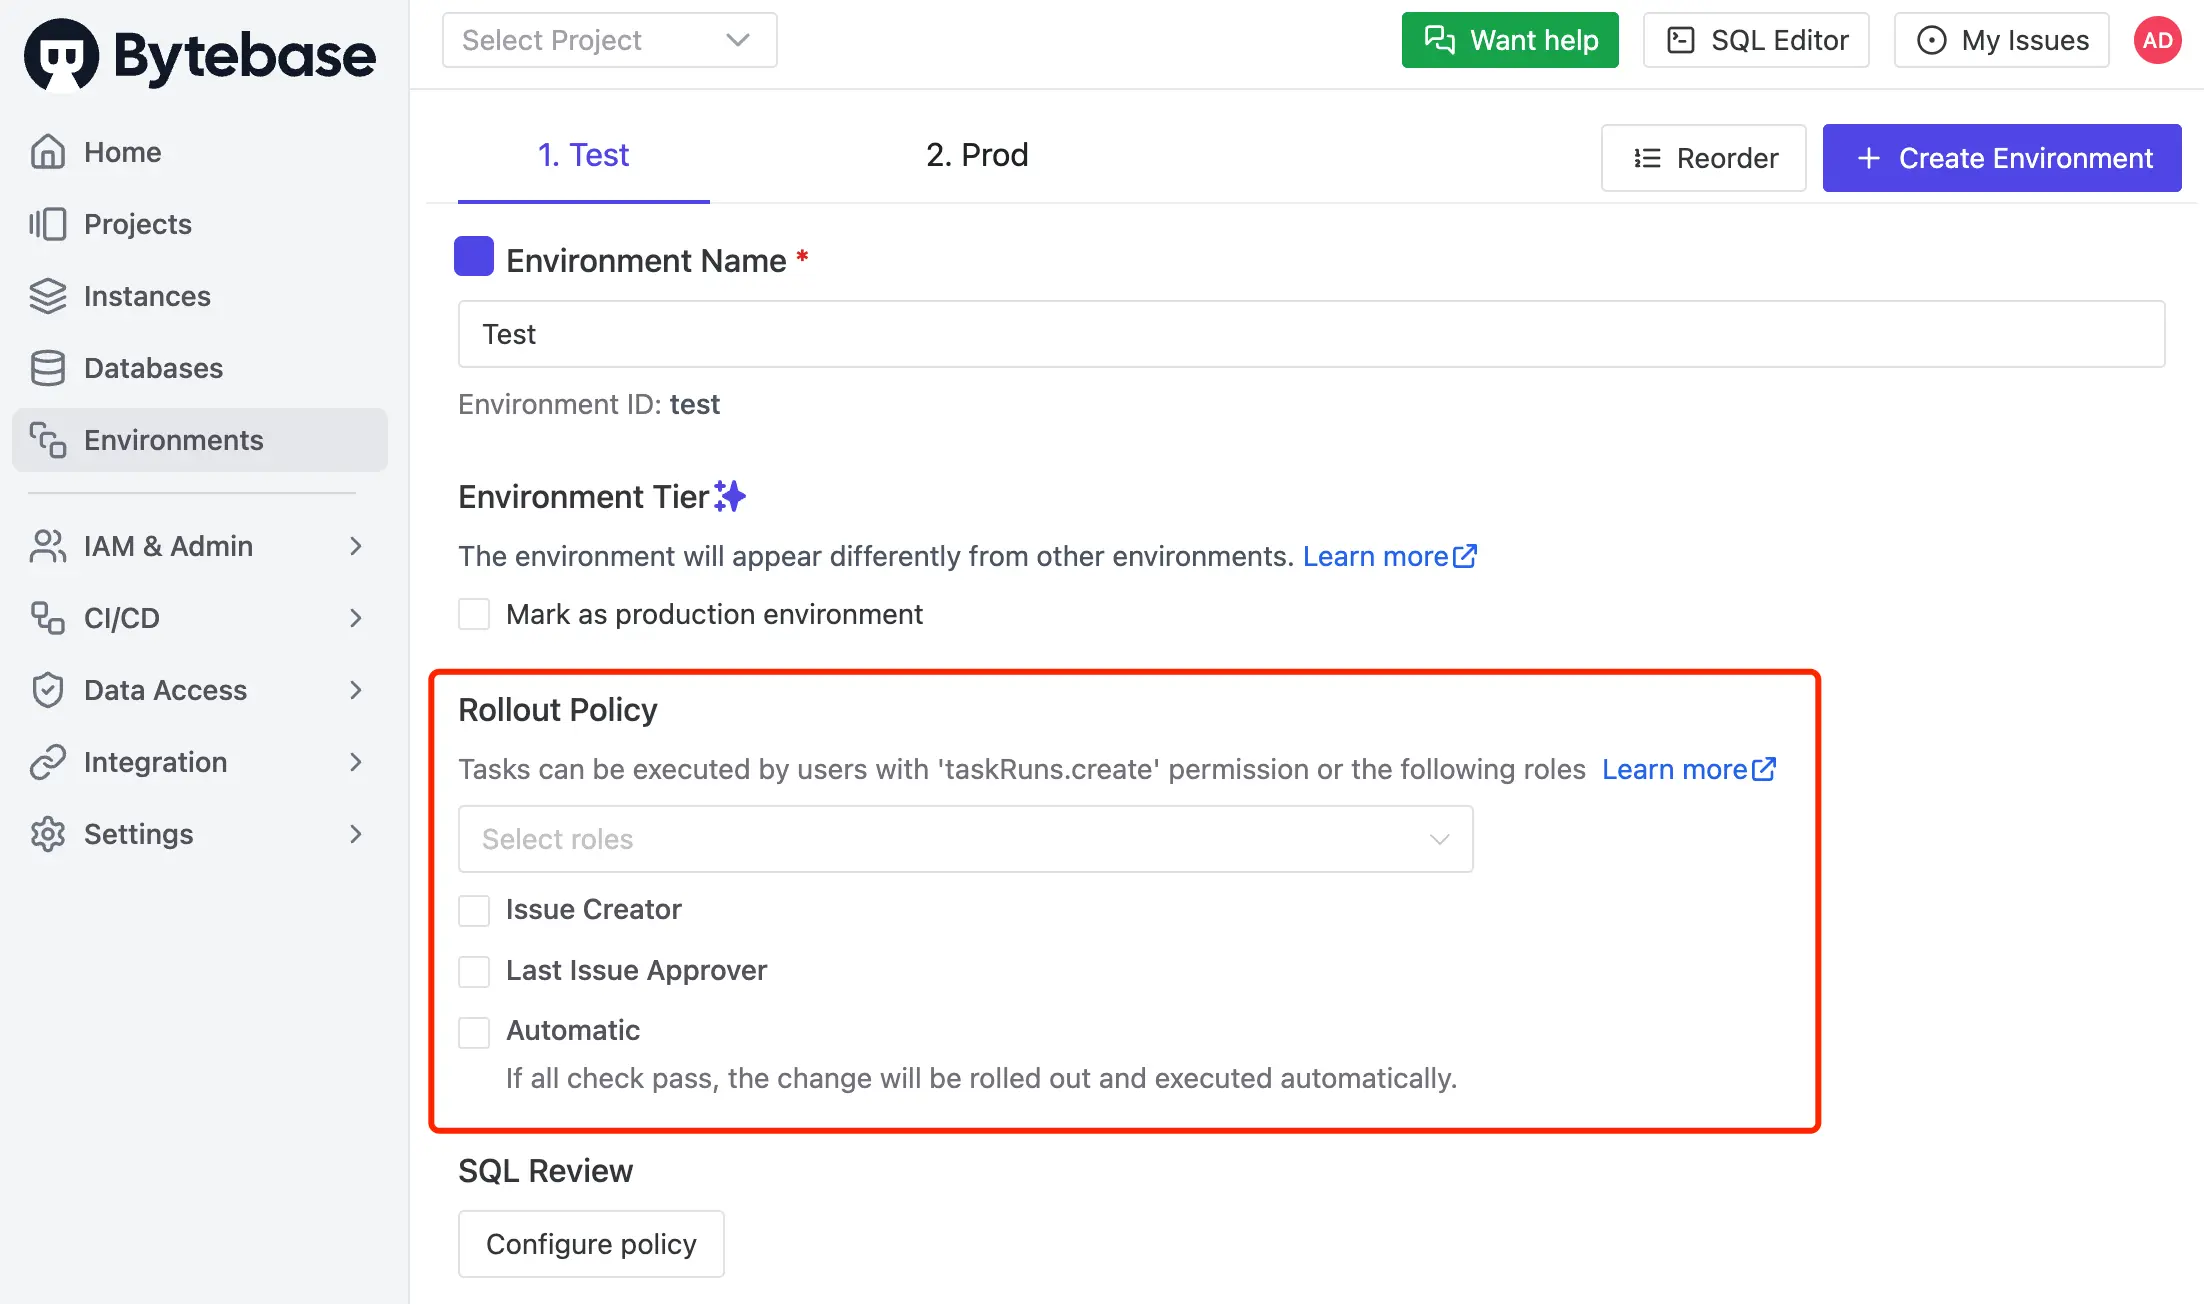 Bytebase
Select Project
Want help
SQL Editor
My Issues
AD
Home
Projects
Instances
Databases
Environments
IAM & Admin
CI/CD
Data Access
Integration
Settings
1. Test
2. Prod
Reorder
+ Create Environment
Environment Name *
Test
Environment ID: test
Environment Tier
The environment will appear differently from other environments. Learn more
Mark as production environment
Rollout Policy
Tasks can be executed by users with 'taskRuns.create' permission or the following roles Learn more
Select roles
Issue Creator
Last Issue Approver
Automatic
If all check pass, the change will be rolled out and executed automatically.
SQL Review
Configure policy